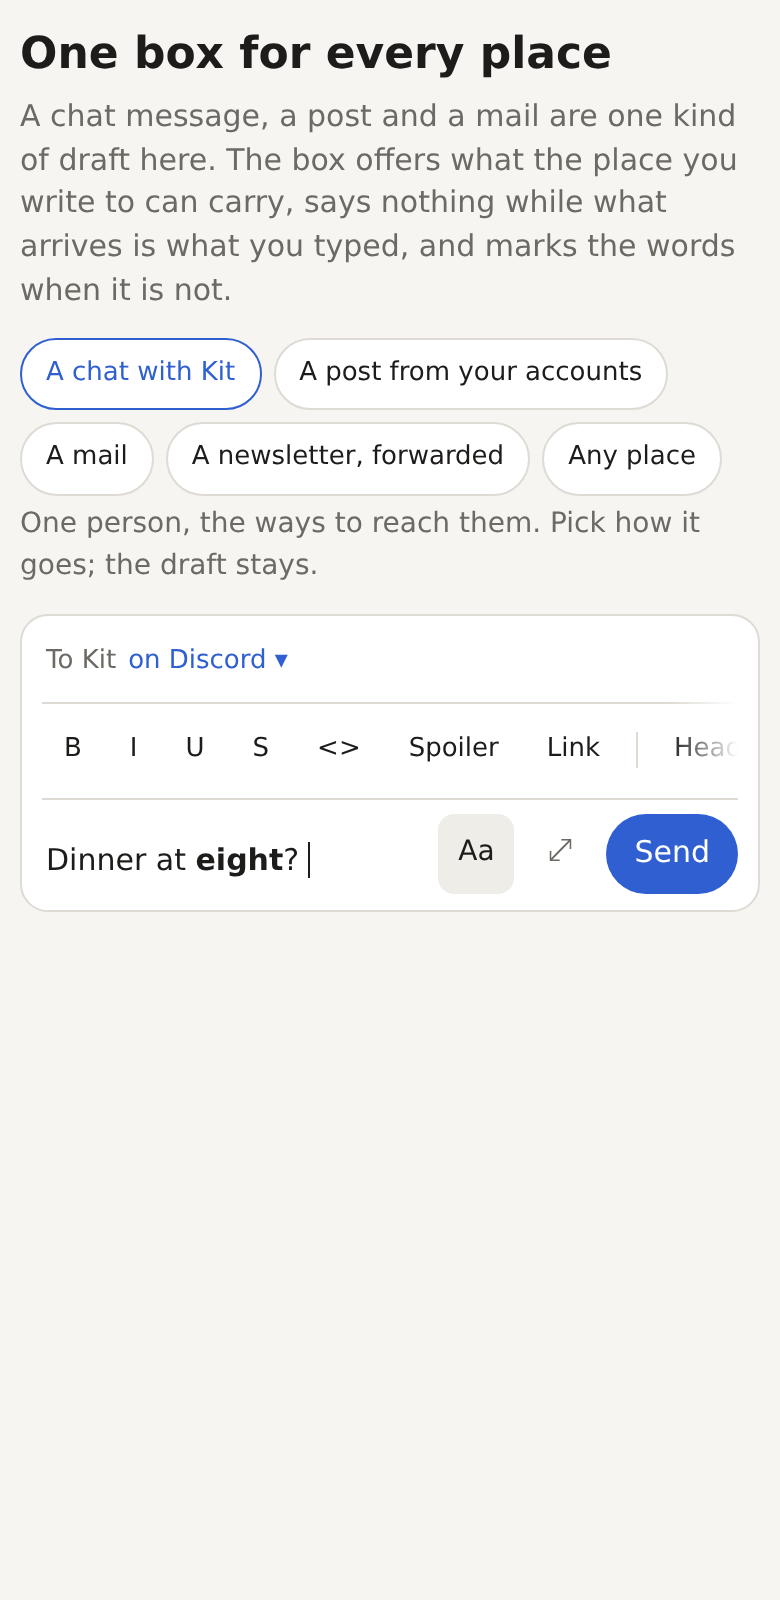 One box for every place
A chat message, a post and a mail are one kind
of draft here. The box offers what the place you
write to can carry, says nothing while what
arrives is what you typed, and marks the words
when it is not.
A chat with Kit
A post from your accounts
A mail
A newsletter, forwarded
Any place
One person, the ways to reach them. Pick how it
goes; the draft stays.
To Kit on Discord ▾
B I U S <> Spoiler Link
Dinner at eight?
Aa
Send